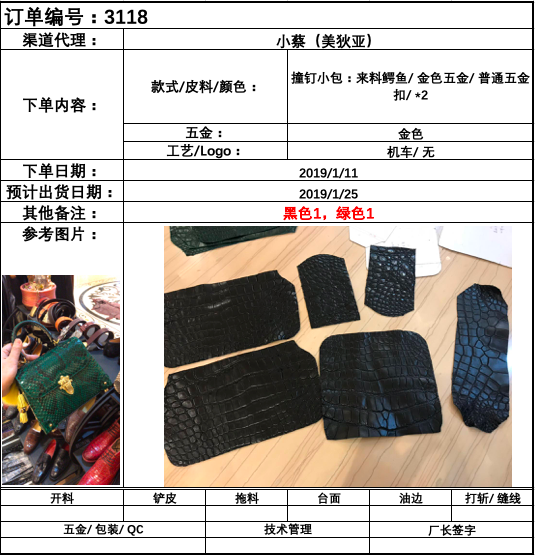 订单编号：3118
渠道代理：
小蔡（美狄亚）
下单内容：
款式/皮料/颜色：
撞钉小包：来料鳄鱼/ 金色五金/ 普通五金
扣/ *2
五金：
金色
工艺/Logo：
机车/ 无
下单日期：
2019/1/11
预计出货日期：
2019/1/25
其他备注：
黑色1，绿色1
参考图片：
开料
铲皮
拖料
台面
油边
打斩/ 缝线
五金/ 包装/ QC
技术管理
厂长签字